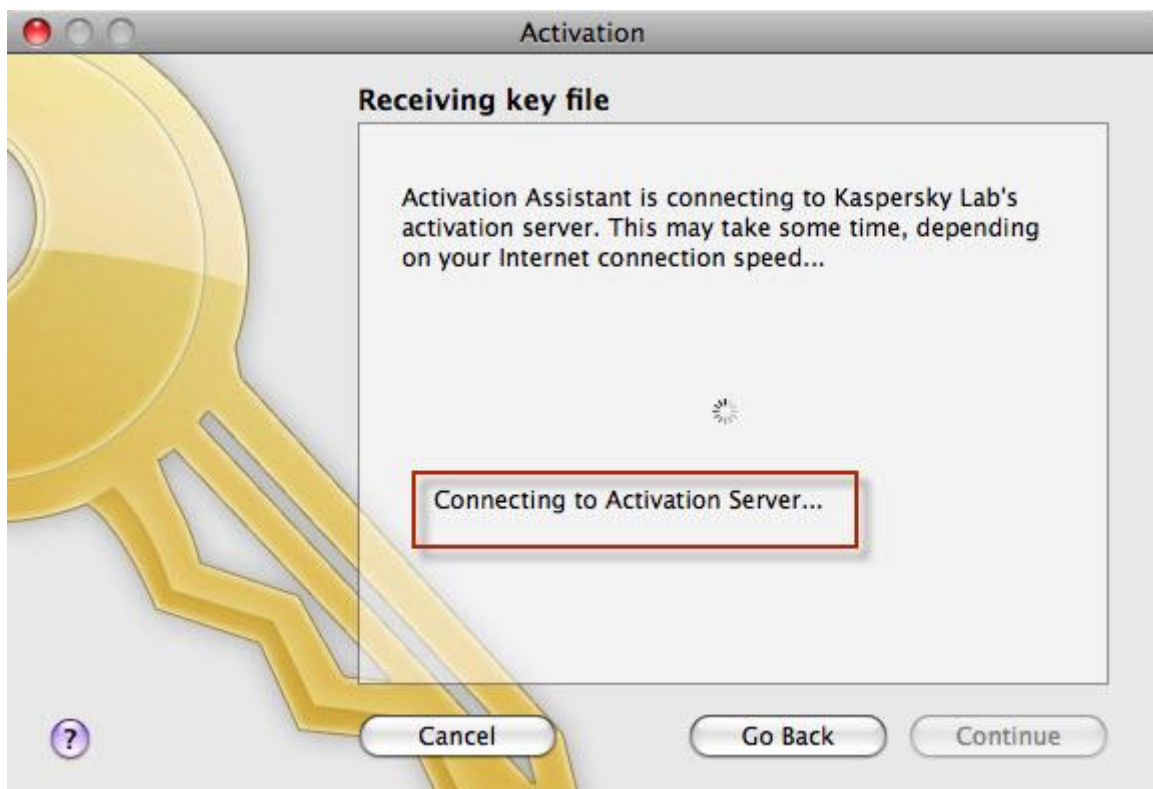 Activation
Receiving key file
Activation Assistant is connecting to Kaspersky Lab's
activation server. This may take some time, depending
on your Internet connection speed...
Connecting to Activation Server...
?
Cancel
Go Back
Continue